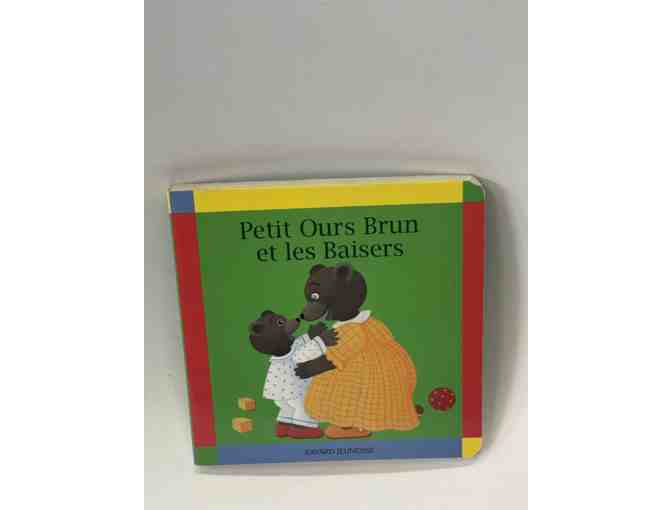 Petit Ours Brun
et les Baisers
BAYARD JEUNESSE